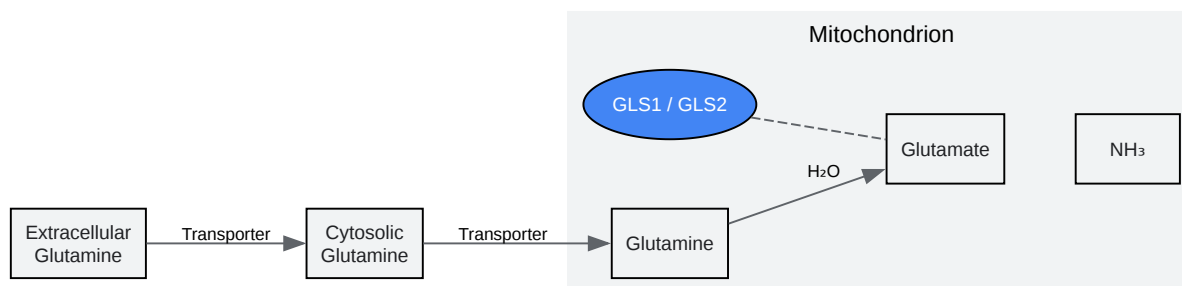 Mitochondrion
GLS1 / GLS2
Glutamate
NH₃
H₂O
Extracellular
Glutamine
Transporter
Cytosolic
Glutamine
Transporter
Glutamine